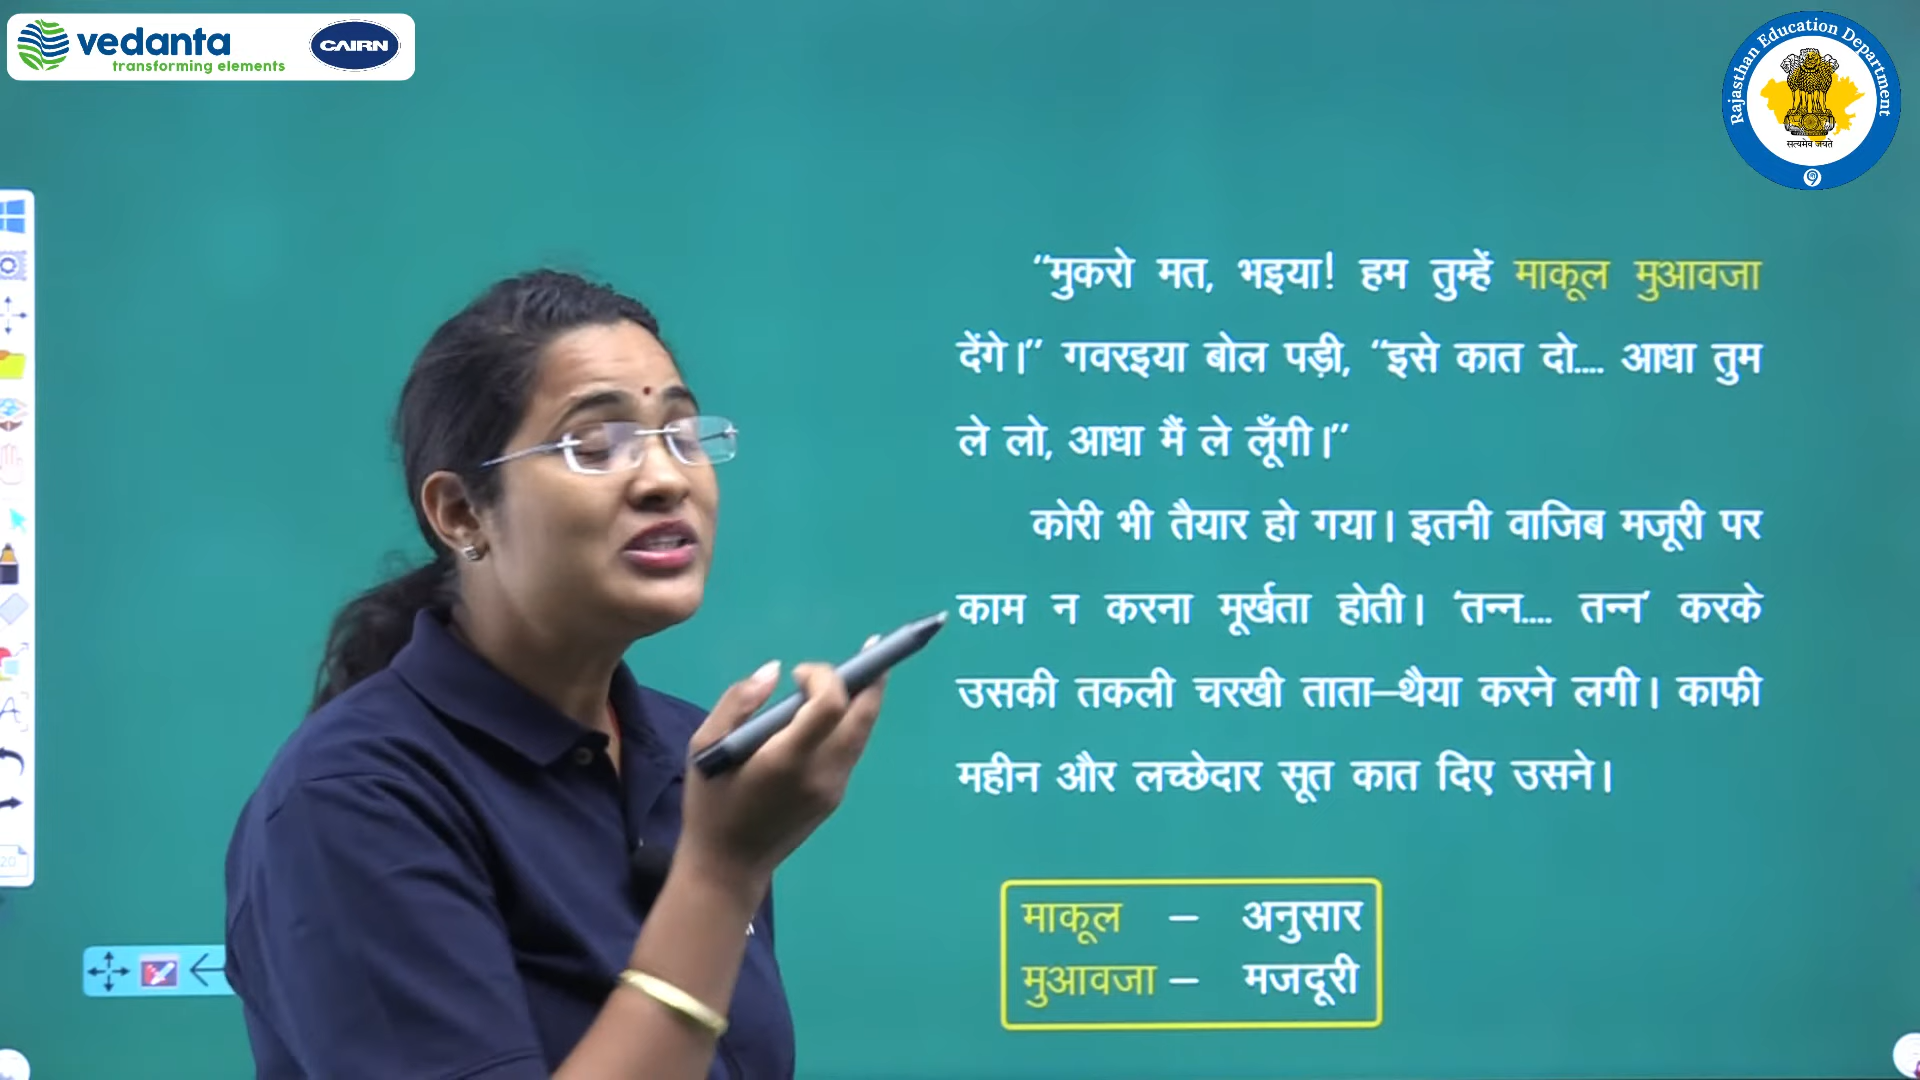 vedanta
transforming elements
CAIRN
Rajasthan Education Department
सत्यमेव जयते
“मुकरो मत, भइया! हम तुम्हें माकूल मुआवजा
देंगे।” गवरइया बोल पड़ी, “इसे कात दो.... आधा तुम
ले लो, आधा मैं ले लूँगी।”
कोरी भी तैयार हो गया। इतनी वाजिब मजूरी पर
काम न करना मूर्खता होती। ‘तन्न.... तन्न’ करके
उसकी तकली चरखी ताता–थैया करने लगी। काफी
महीन और लच्छेदार सूत कात दिए उसने।
माकूल – अनुसार
मुआवजा – मजदूरी